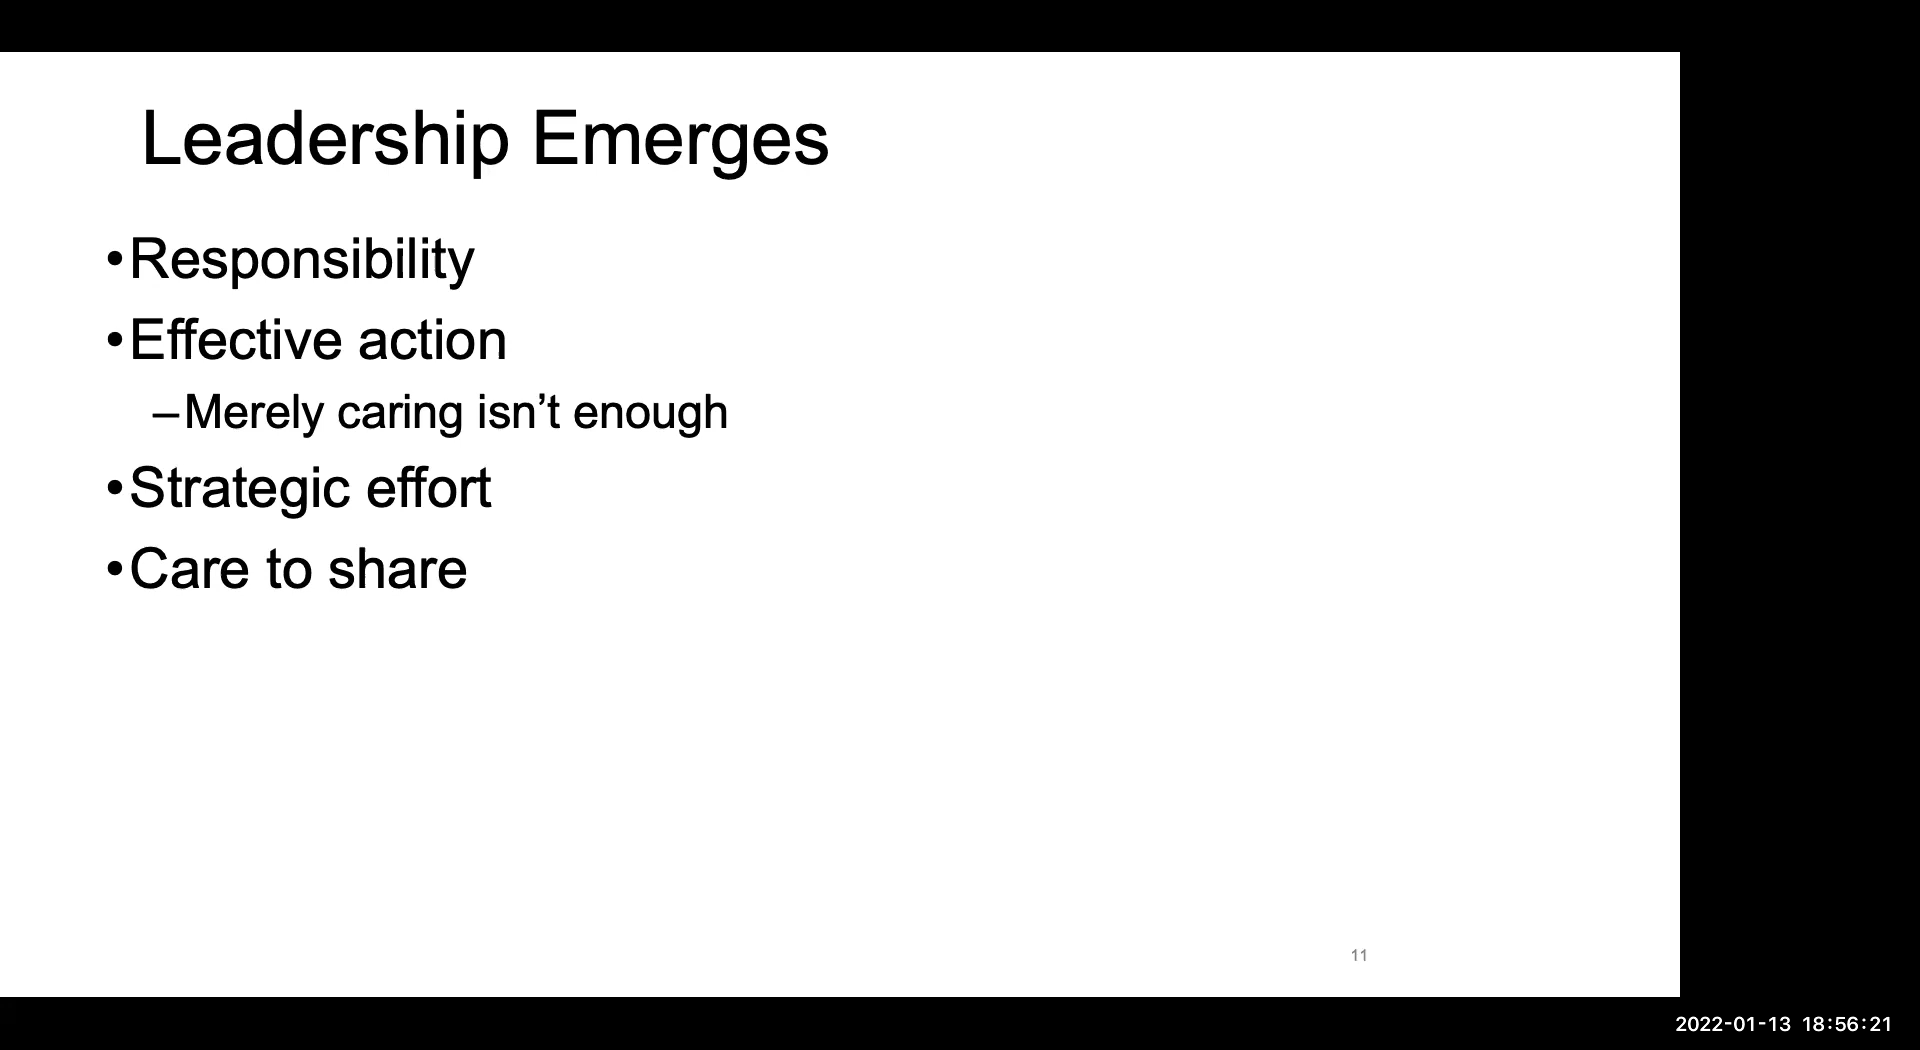 Leadership Emerges
•Responsibility
•Effective action
–Merely caring isn’t enough
•Strategic effort
•Care to share
11
2022-01-13 18:56:21